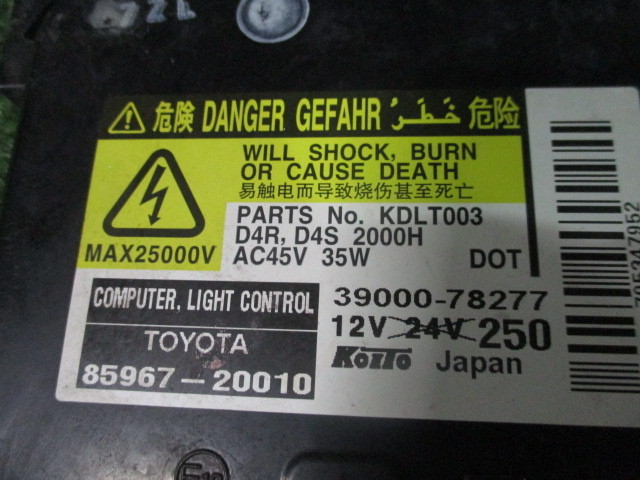 危険 DANGER GEFAHR خَطَرْ 危险
WILL SHOCK, BURN
OR CAUSE DEATH
易触电而导致烧伤甚至死亡
MAX25000V
PARTS No. KDLT003
D4R, D4S 2000H
AC45V 35W DOT
COMPUTER, LIGHT CONTROL
TOYOTA
85967-20010
39000-78277
12V 24V 250
KOITO Japan